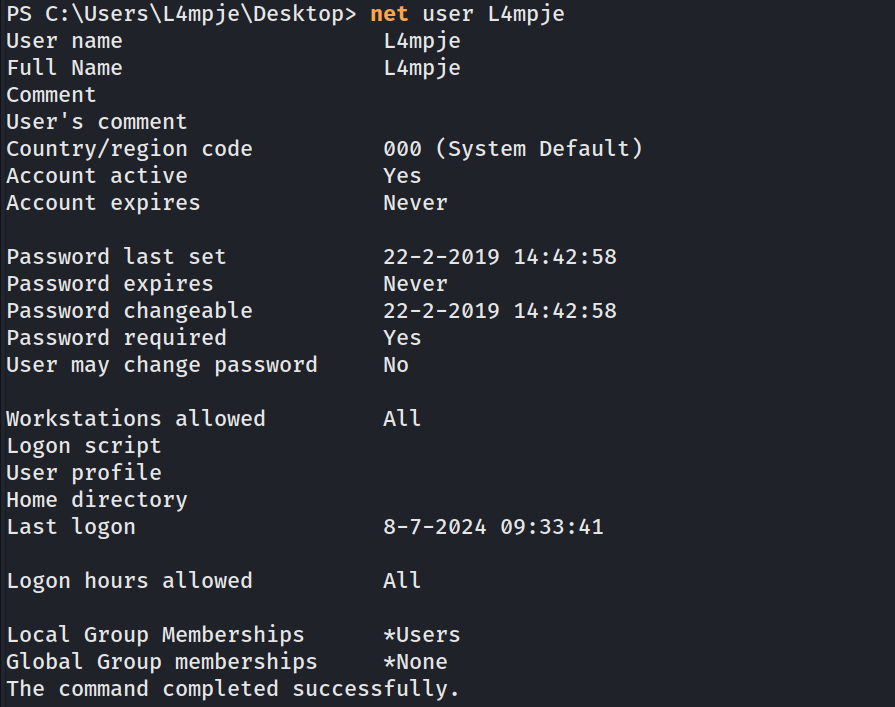 PS C:\Users\L4mpje\Desktop> net user L4mpje
User name                    L4mpje
Full Name                    L4mpje
Comment
User's comment
Country/region code          000 (System Default)
Account active               Yes
Account expires              Never

Password last set            22-2-2019 14:42:58
Password expires             Never
Password changeable          22-2-2019 14:42:58
Password required            Yes
User may change password     No

Workstations allowed         All
Logon script
User profile
Home directory
Last logon                   8-7-2024 09:33:41

Logon hours allowed          All

Local Group Memberships      *Users
Global Group memberships     *None
The command completed successfully.